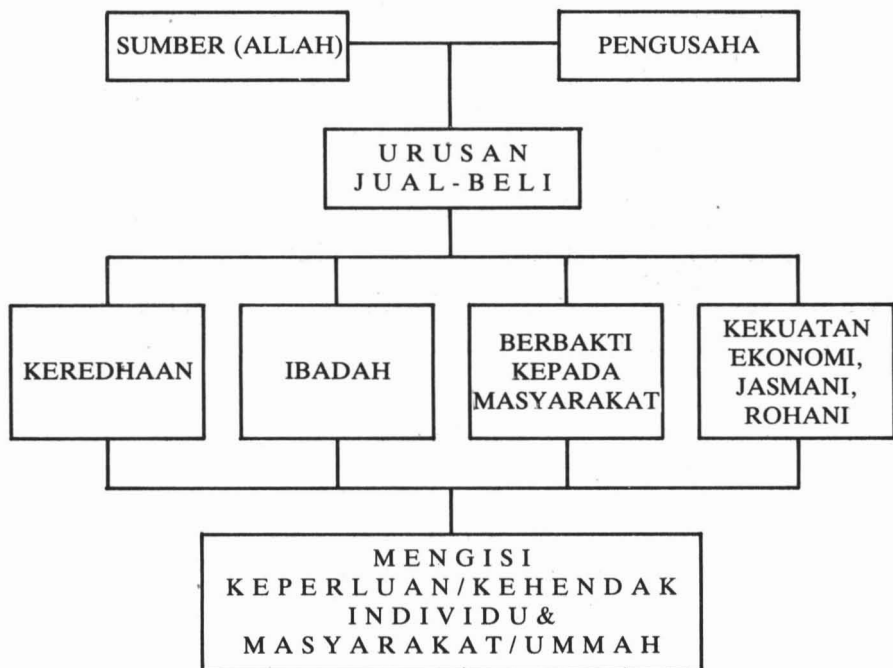 SUMBER (ALLAH)
PENGUSAHA
URUSAN
JUAL-BELI
KEREDHAAN
IBADAH
BERBAKTI
KEPADA
MASYARAKAT
KEKUATAN
EKONOMI,
JASMANI,
ROHANI
MENGISI
KEPERLUAN/KEHENDAK
INDIVIDU&
MASYARAKAT/UMMAH